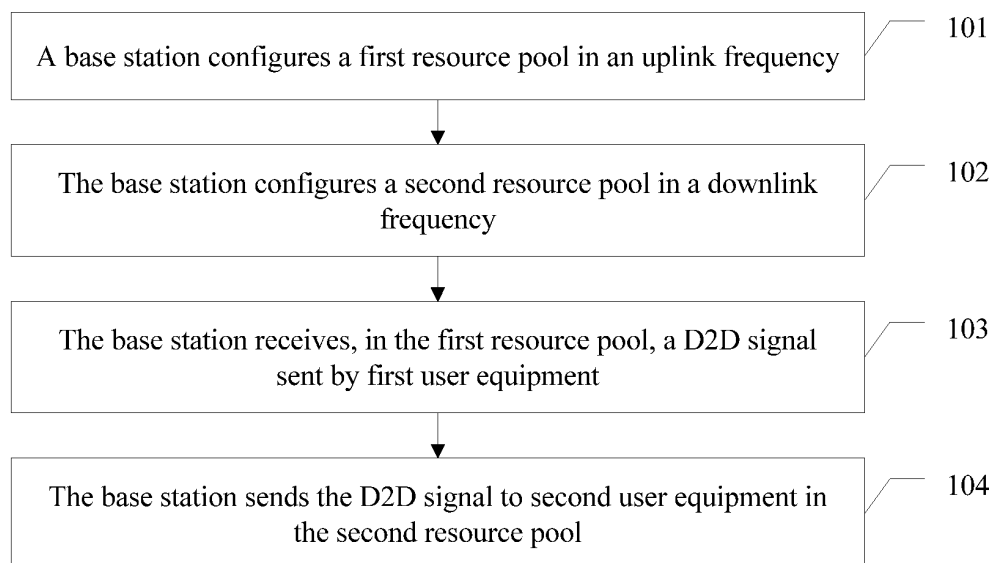 A base station configures a first resource pool in an uplink frequency
101
The base station configures a second resource pool in a downlink
frequency
102
The base station receives, in the first resource pool, a D2D signal
sent by first user equipment
103
The base station sends the D2D signal to second user equipment in
the second resource pool
104